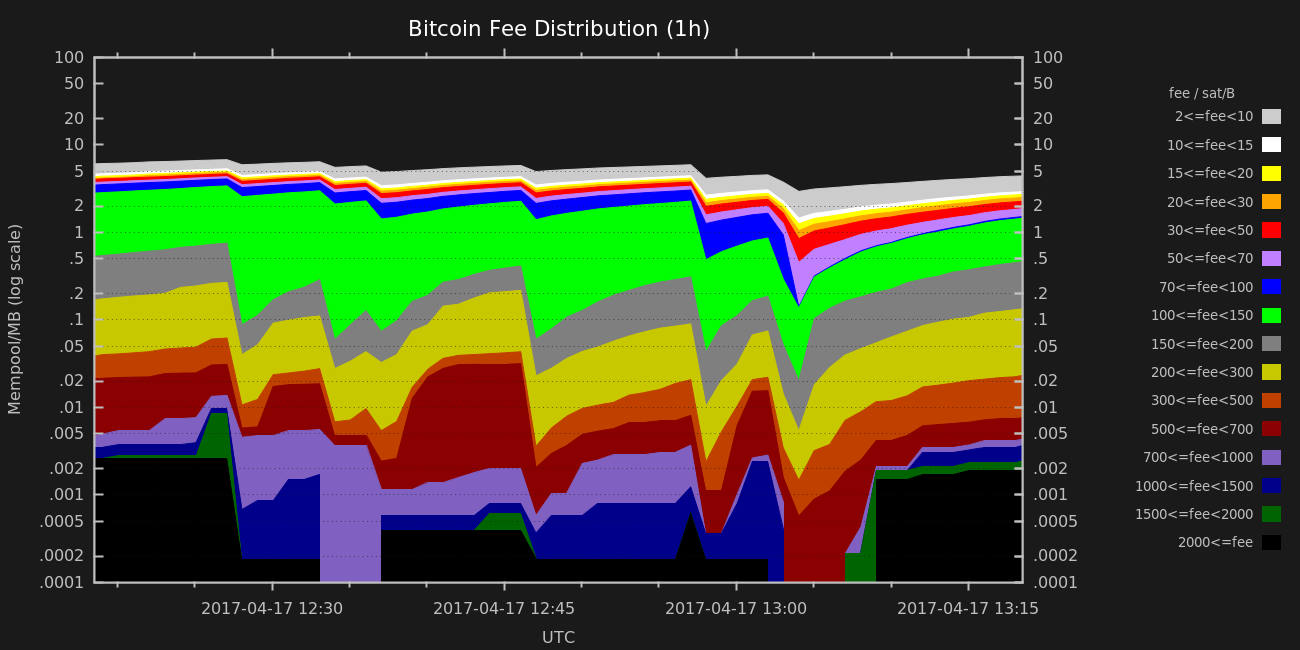 Bitcoin Fee Distribution (1h)
100
50
20
10
5
2
1
.5
.2
.1
.05
.02
.01
.005
.002
.001
.0005
.0002
.0001
Mempool/MB (log scale)
100
50
20
10
5
2
1
.5
.2
.1
.05
.02
.01
.005
.002
.001
.0005
.0002
.0001
fee / sat/B
2<=fee<10
10<=fee<15
15<=fee<20
20<=fee<30
30<=fee<50
50<=fee<70
70<=fee<100
100<=fee<150
150<=fee<200
200<=fee<300
300<=fee<500
500<=fee<700
700<=fee<1000
1000<=fee<1500
1500<=fee<2000
2000<=fee
2017-04-17 12:30 2017-04-17 12:45 2017-04-17 13:00 2017-04-17 13:15
UTC